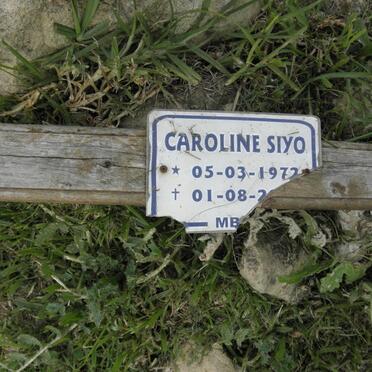 CAROLINE SIYO
★ 05-03-1972
† 01-08-2
MB